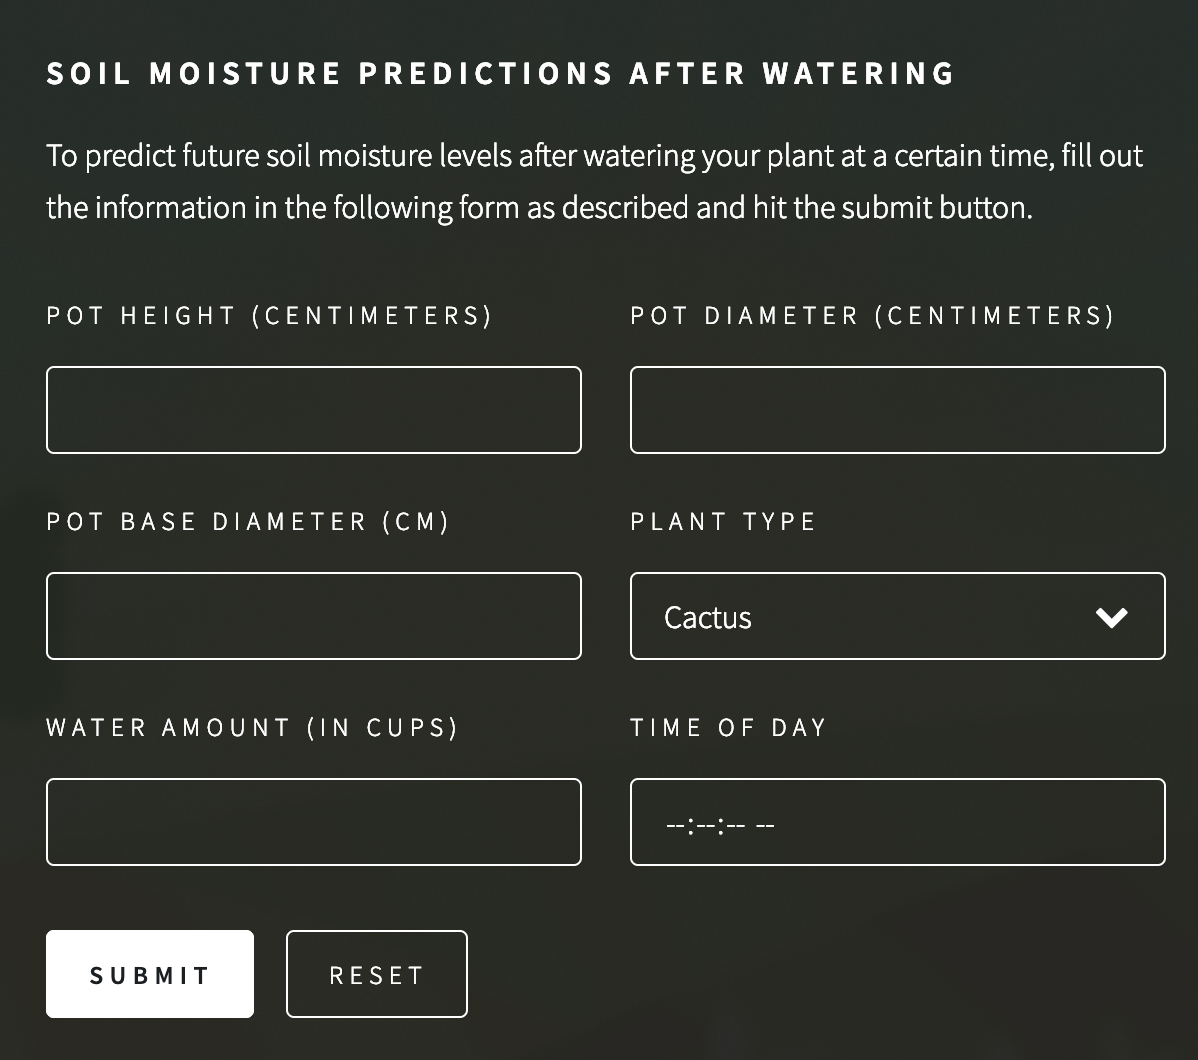 SOIL MOISTURE PREDICTIONS AFTER WATERING
To predict future soil moisture levels after watering your plant at a certain time, fill out
the information in the following form as described and hit the submit button.
POT HEIGHT (CENTIMETERS)
POT DIAMETER (CENTIMETERS)
POT BASE DIAMETER (CM)
PLANT TYPE
Cactus
WATER AMOUNT (IN CUPS)
TIME OF DAY
--:--:-- --
SUBMIT
RESET